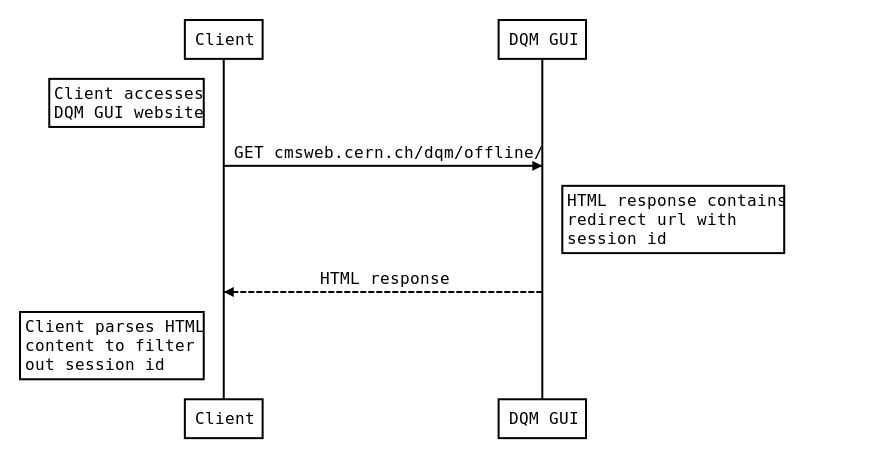 Client
DQM GUI
Client accesses
DQM GUI website
GET cmsweb.cern.ch/dqm/offline/
HTML response contains
redirect url with
session id
HTML response
Client parses HTML
content to filter
out session id
Client
DQM GUI